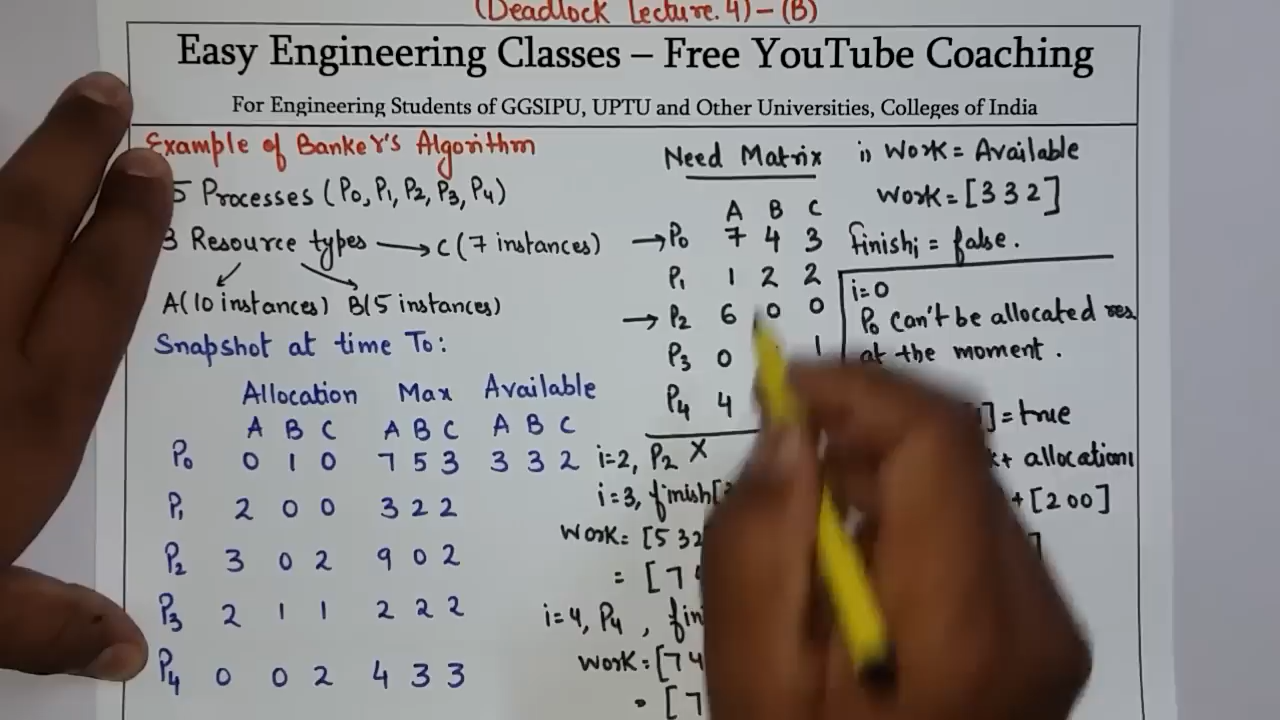 (Deadlock Lecture. 4) - (B)
Easy Engineering Classes – Free YouTube Coaching
For Engineering Students of GGSIPU, UPTU and Other Universities, Colleges of India
Example of Banker's Algorithm
5 Processes (P0, P1, P2, P3, P4)
3 Resource types → C (7 instances)
A(10 instances) B(5 instances)
Snapshot at time To:
Allocation Max Available
A B C A B C A B C
P0 0 1 0 7 5 3 3 3 2
P1 2 0 0 3 2 2
P2 3 0 2 9 0 2
P3 2 1 1 2 2 2
P4 0 0 2 4 3 3
Need Matrix
A B C
→ P0 7 4 3
P1 1 2 2
→ P2 6 0 0
P3 0 1
P4 4
i=2, P2 X
i=3, finish[
Work = [5 3 2
= [7
i=4, P4, fin
Work = [7 4
= [7
i) Work = Available
Work = [3 3 2]
finishi = false.
i=0
P0 can't be allocated res
at the moment.
] = true
+ allocation
+ [2 0 0]
]